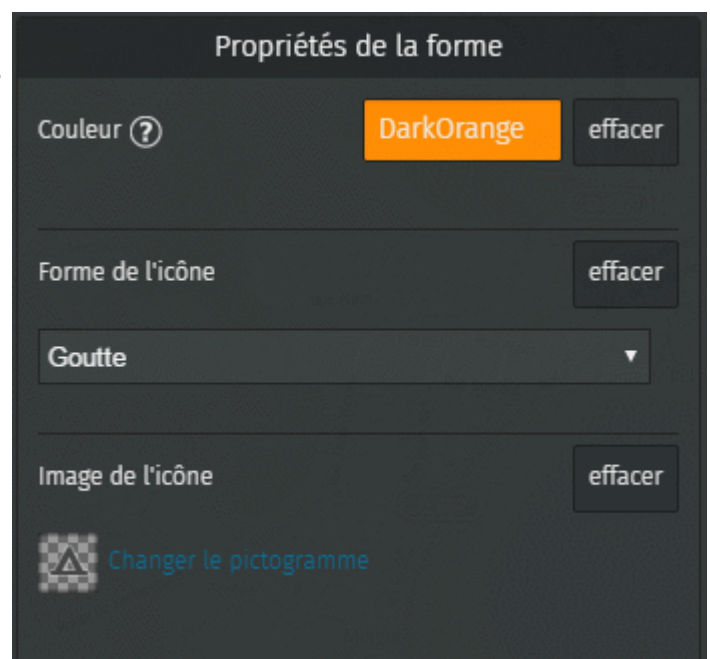 Propriétés de la forme
Couleur ? DarkOrange effacer
Forme de l'icône effacer
Goutte
Image de l'icône effacer
Changer le pictogramme